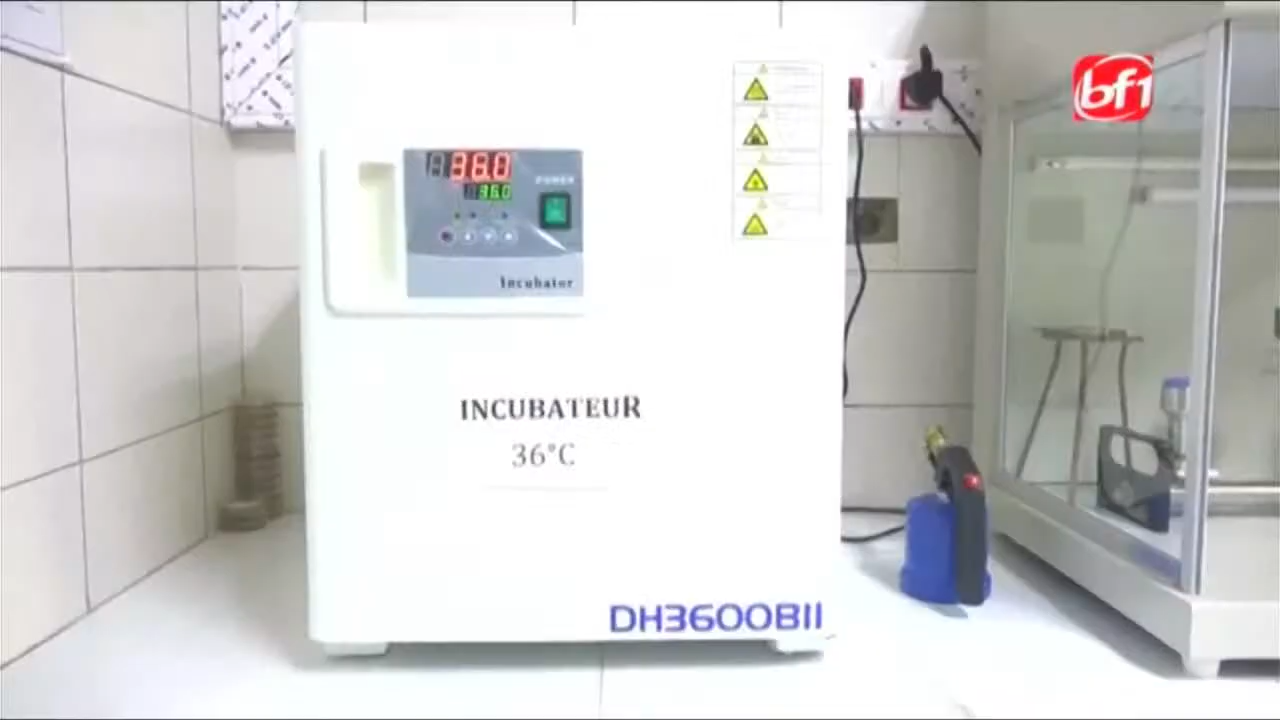 bf1
36.0
36.0
POWER
Incubator
INCUBATEUR
36°C
DH3600BII